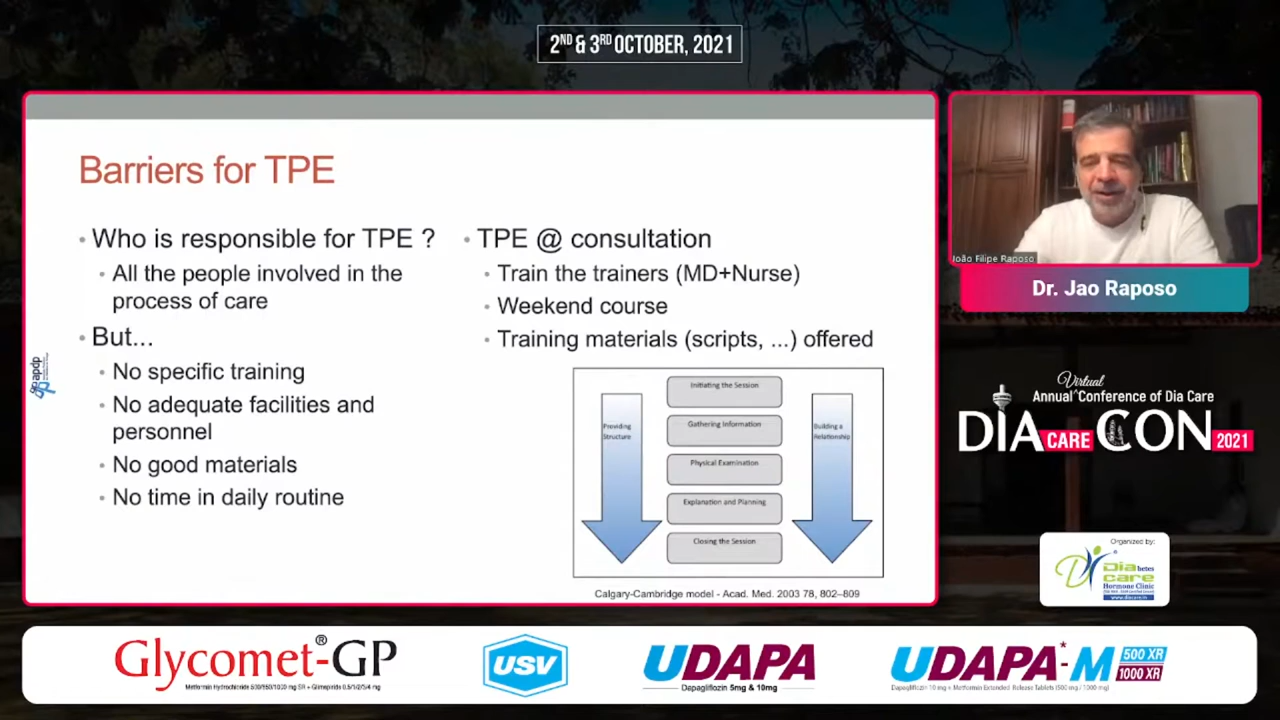 2ND & 3RD OCTOBER, 2021
Barriers for TPE
• Who is responsible for TPE ?
• All the people involved in the
process of care
• But...
• No specific training
• No adequate facilities and
personnel
• No good materials
• No time in daily routine
• TPE @ consultation
• Train the trainers (MD+Nurse)
• Weekend course
• Training materials (scripts, ...) offered
Providing
Structure
Initiating the Session
Gathering Information
Physical Examination
Explanation and Planning
Closing the Session
Building a
Relationship
Calgary-Cambridge model - Acad. Med. 2003 78, 802–809
apdp
João Filipe Raposo
Dr. Jao Raposo
Virtual
Annual^Conference of Dia Care
DIA CARE CON 2021
Organized by:
Diabetes
care
Hormone Clinic
www.diacare.in
Glycomet®-GP
Metformin Hydrochloride 500/850/1000 mg SR + Glimepiride 0.5/1/2/3/4 mg
USV
UDAPA
Dapagliflozin 5mg & 10mg
UDAPA*-M 500 XR
1000 XR
Dapagliflozin 10 mg + Metformin Extended Release Tablets (500 mg / 1000 mg)